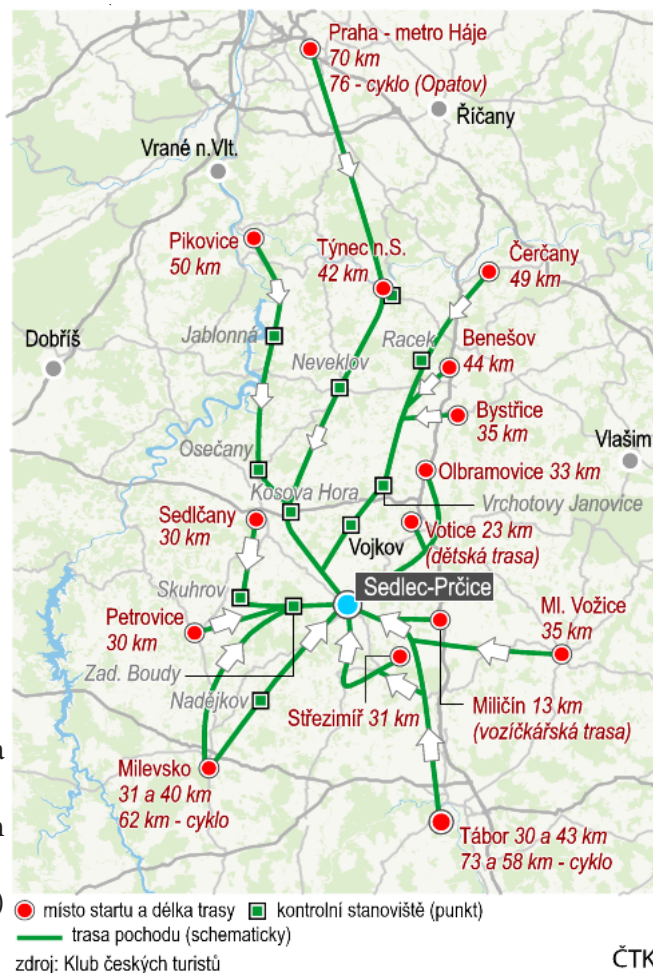 Praha - metro Háje
70 km
76 - cyklo (Opatov)
Říčany
Vrané n.Vlt.
Pikovice
50 km
Týnec n.S.
42 km
Čerčany
49 km
Jablonná
Racek
Benešov
44 km
Dobříš
Neveklov
Bystřice
35 km
Osečany
Vlašim
Olbramovice 33 km
Kosova Hora
Vrchotovy Janovice
Sedlčany
30 km
Votice 23 km
(dětská trasa)
Vojkov
Skuhrov
Sedlec-Prčice
Petrovice
30 km
Ml. Vožice
35 km
Zad. Boudy
Nadějkov
Střezimíř 31 km
Miličín 13 km
(vozíčkářská trasa)
a
Milevsko
31 a 40 km
62 km - cyklo
Tábor 30 a 43 km
73 a 58 km - cyklo
)
místo startu a délka trasy
kontrolní stanoviště (punkt)
trasa pochodu (schematicky)
zdroj: Klub českých turistů
ČTK